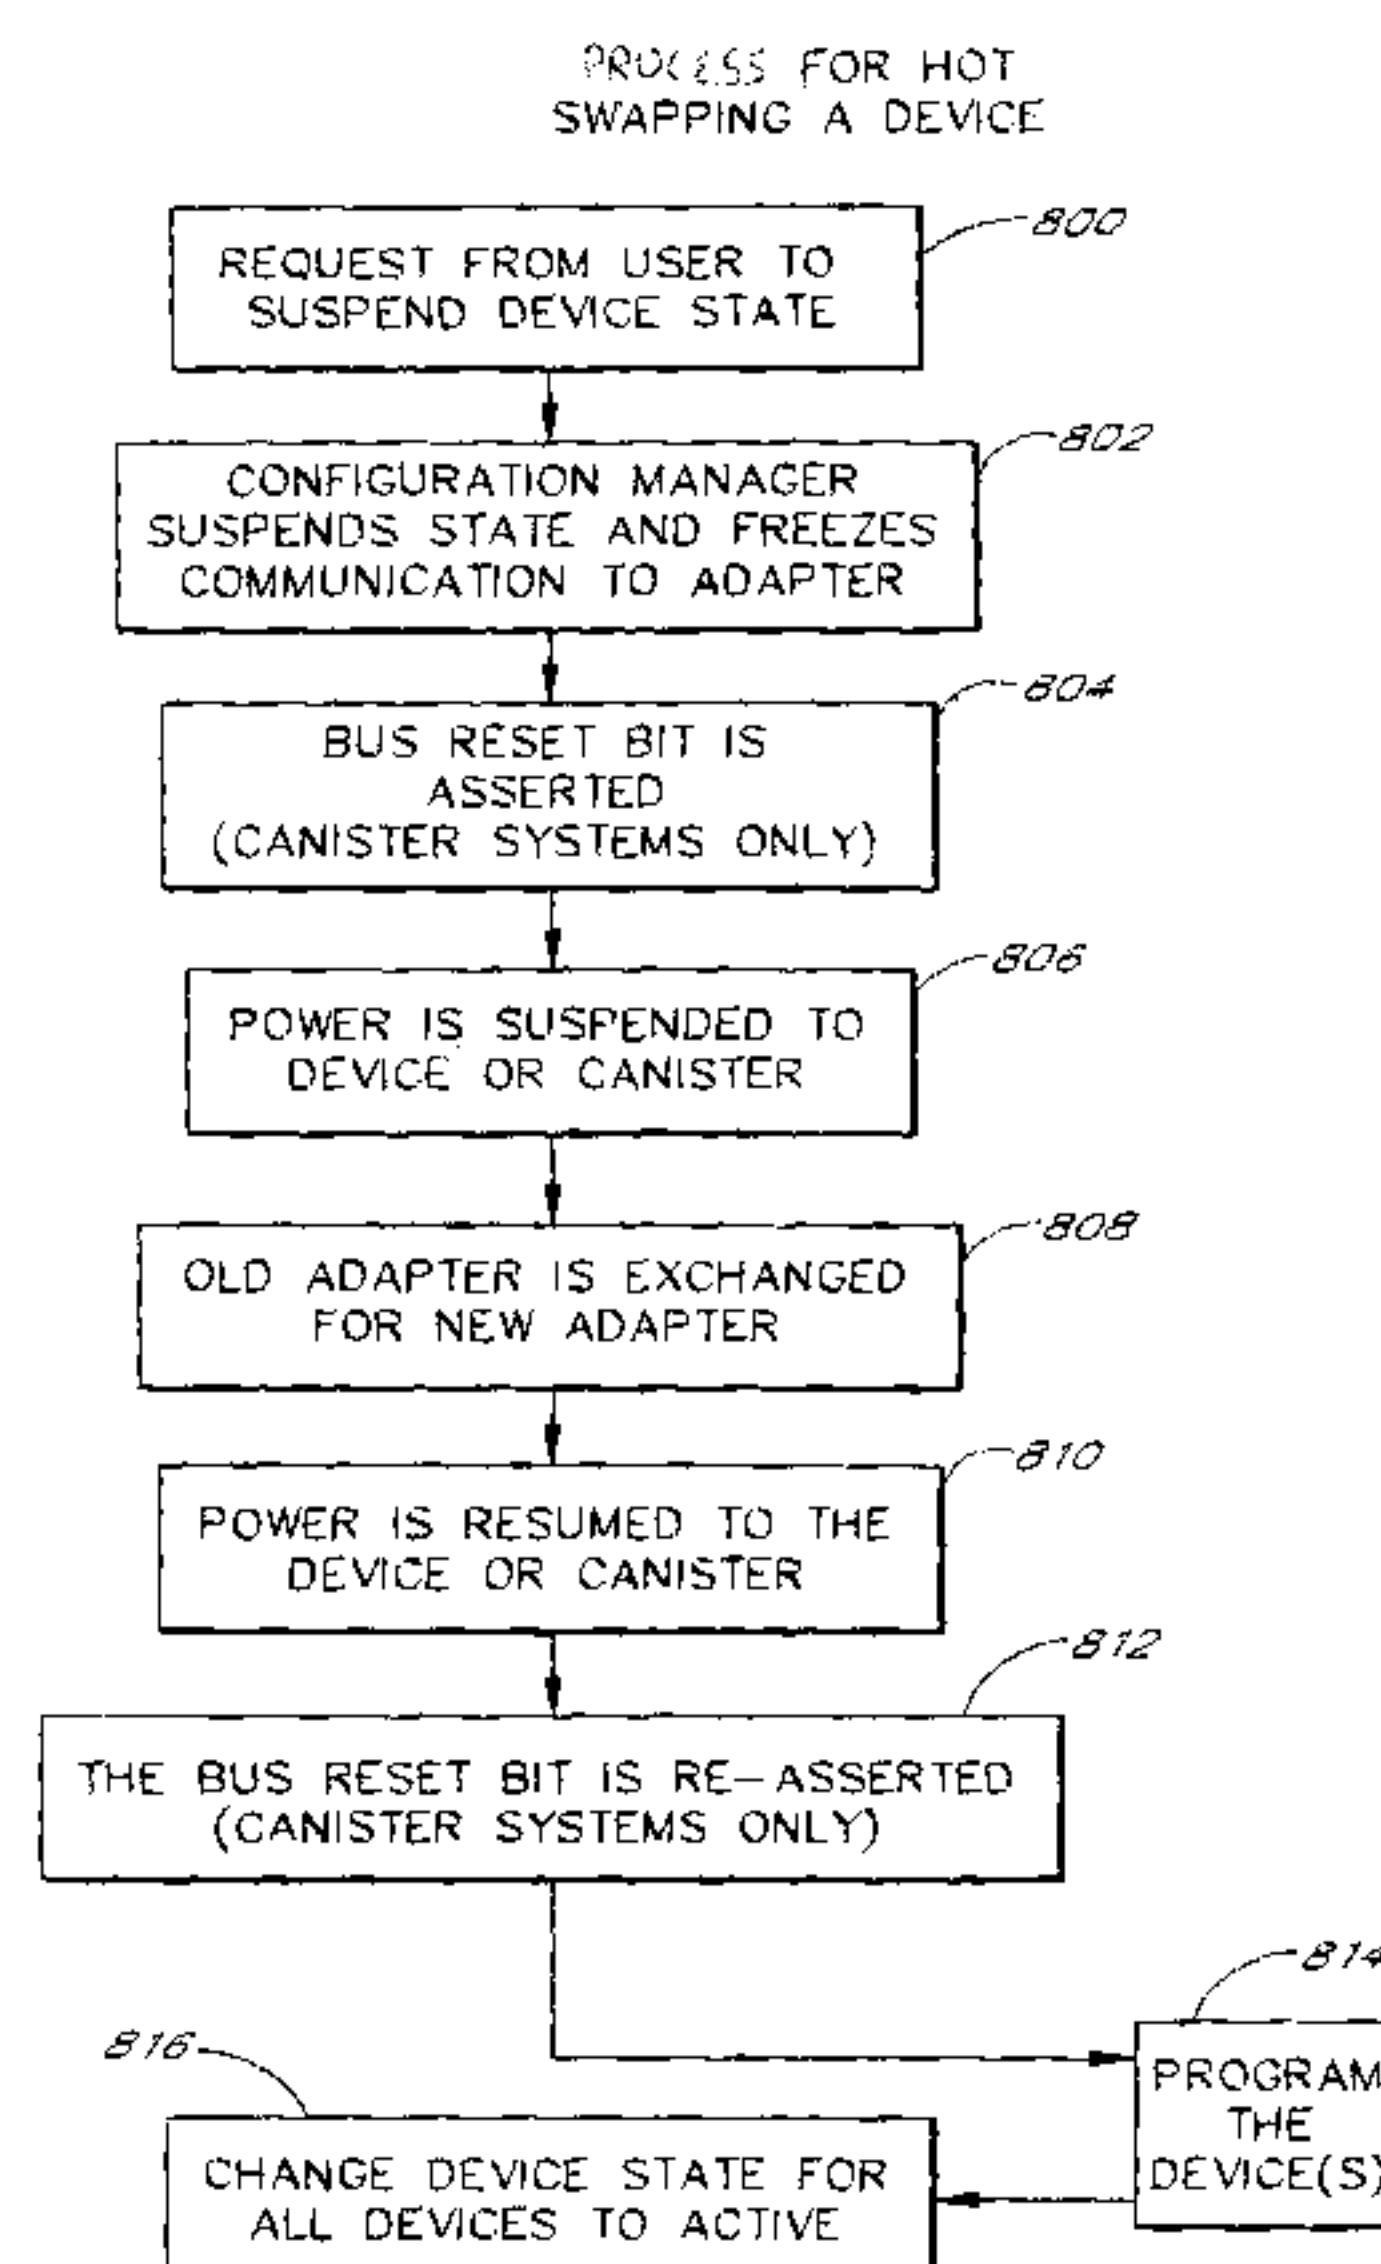 PROCESS FOR HOT
SWAPPING A DEVICE
800
REQUEST FROM USER TO
SUSPEND DEVICE STATE
802
CONFIGURATION MANAGER
SUSPENDS STATE AND FREEZES
COMMUNICATION TO ADAPTER
804
BUS RESET BIT IS
ASSERTED
(CANISTER SYSTEMS ONLY)
806
POWER IS SUSPENDED TO
DEVICE OR CANISTER
808
OLD ADAPTER IS EXCHANGED
FOR NEW ADAPTER
810
POWER IS RESUMED TO THE
DEVICE OR CANISTER
812
THE BUS RESET BIT IS RE-ASSERTED
(CANISTER SYSTEMS ONLY)
814
PROGRAM
THE
DEVICE(S)
816
CHANGE DEVICE STATE FOR
ALL DEVICES TO ACTIVE